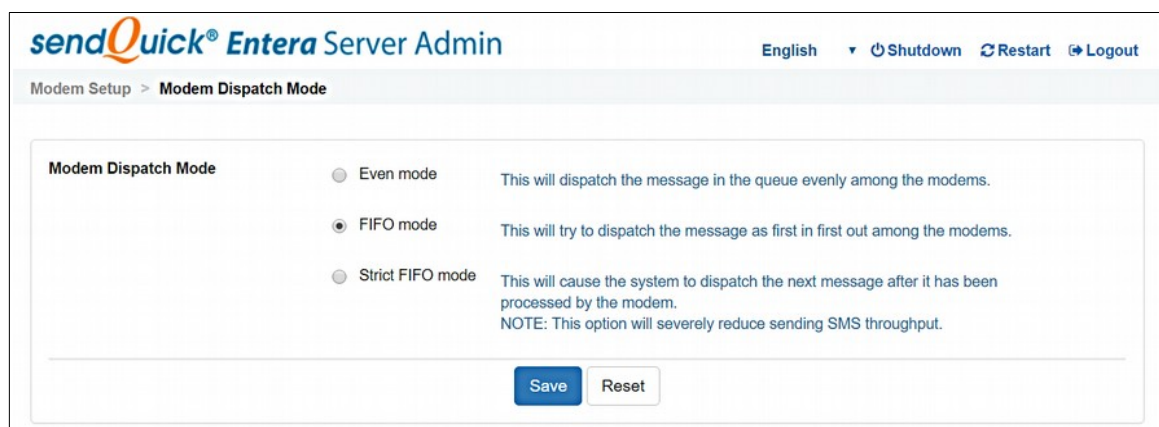 sendQuick® Entera Server Admin
English ▼ Shutdown Restart Logout
Modem Setup > Modem Dispatch Mode
Modem Dispatch Mode
Even mode
This will dispatch the message in the queue evenly among the modems.
FIFO mode
This will try to dispatch the message as first in first out among the modems.
Strict FIFO mode
This will cause the system to dispatch the next message after it has been
processed by the modem.
NOTE: This option will severely reduce sending SMS throughput.
Save Reset